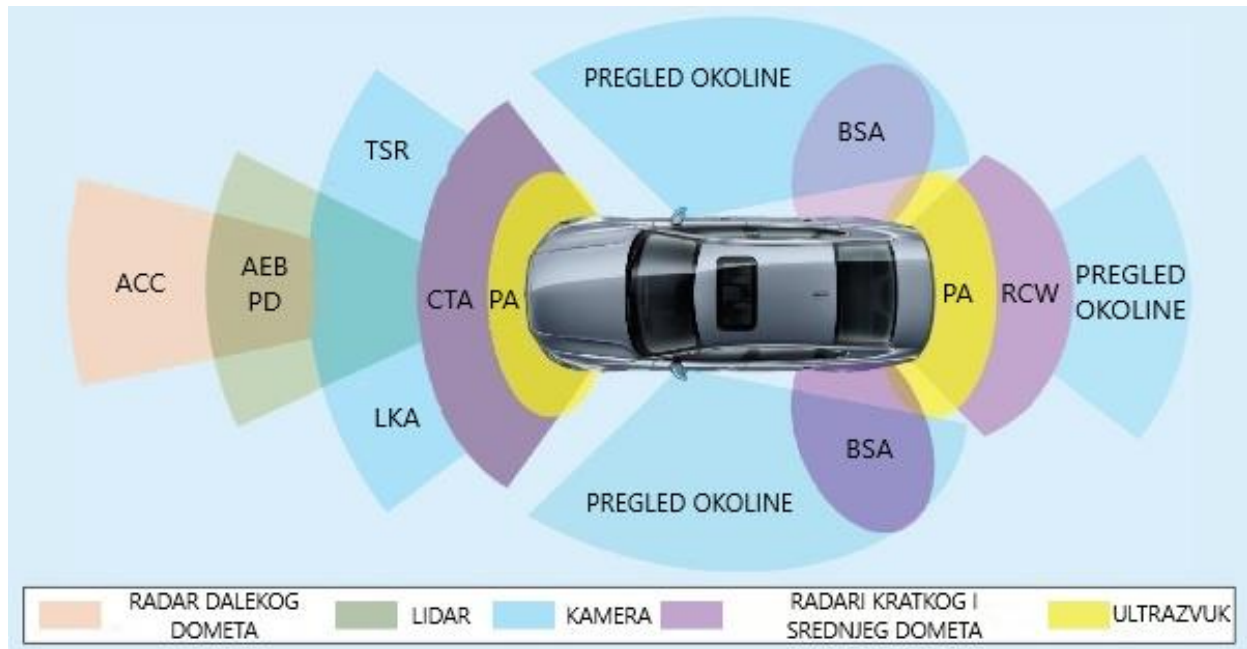 PREGLED OKOLINE
BSA
TSR
ACC
AEB
PD
CTA
PA
PA
RCW
PREGLED
OKOLINE
LKA
BSA
PREGLED OKOLINE
RADAR DALEKOG
DOMETA
LIDAR
KAMERA
RADARI KRATKOG I
SREDNJEG DOMETA
ULTRAZVUK